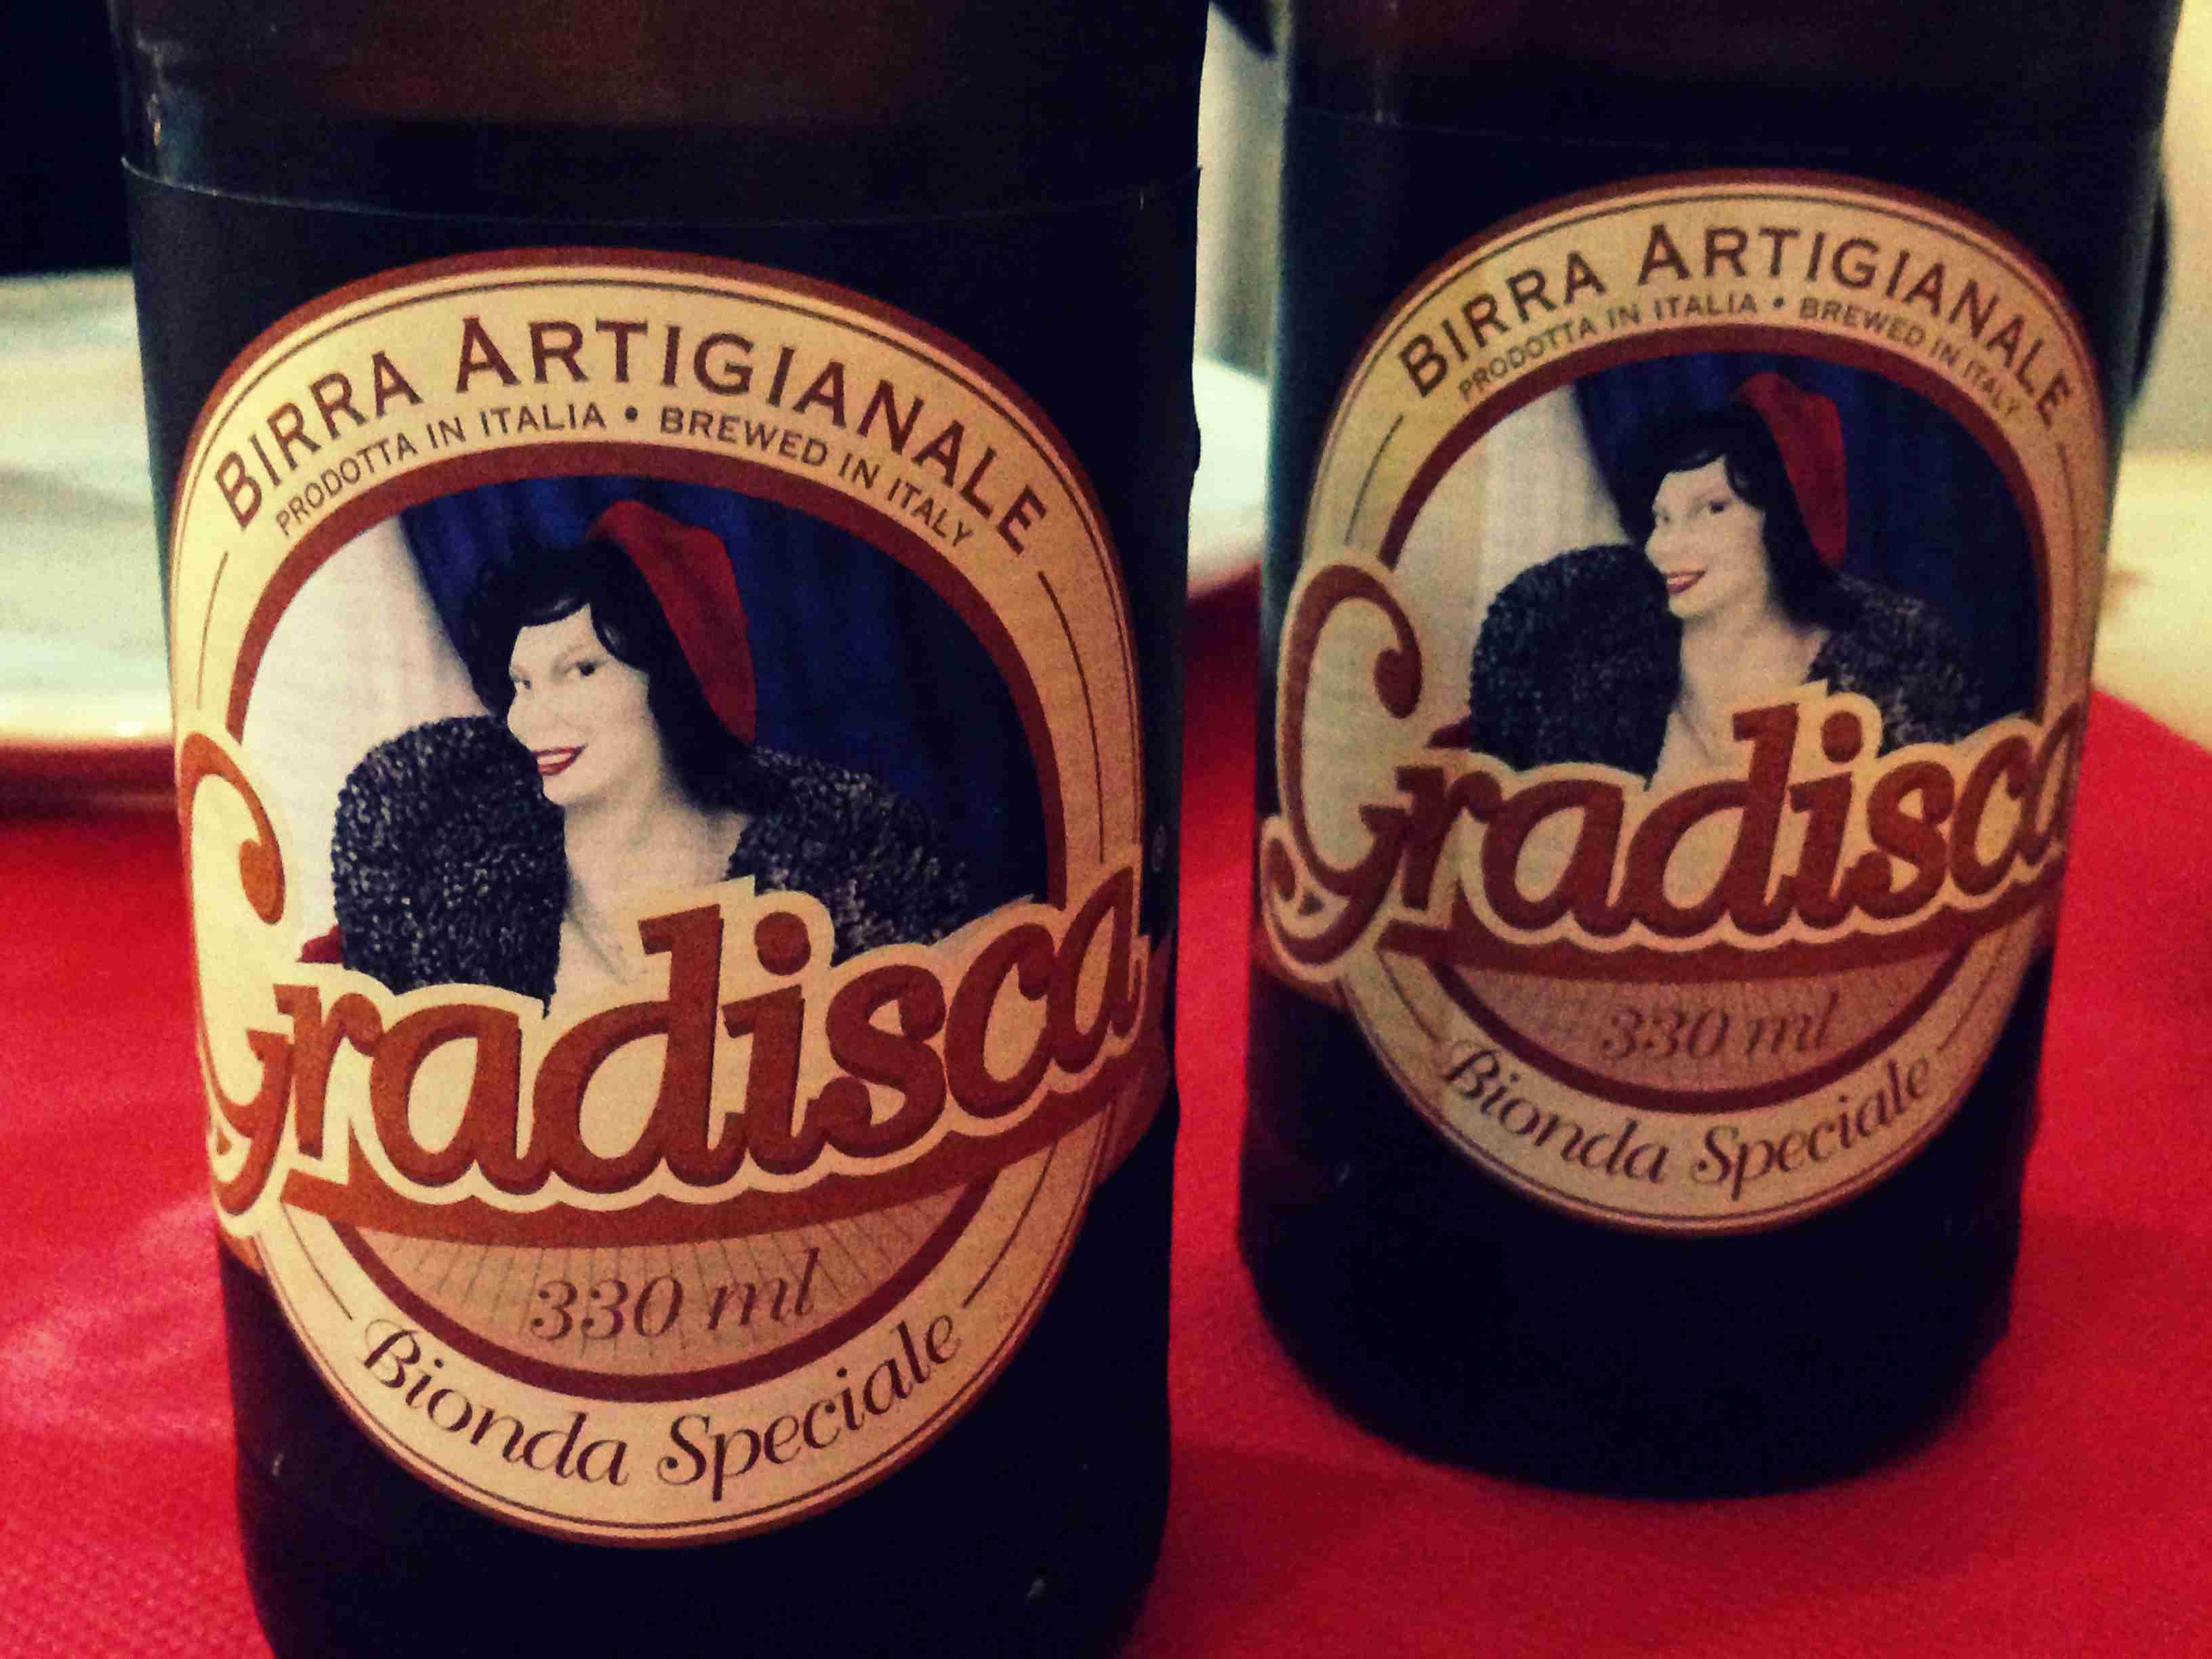 BIRRA ARTIGIANALE
PRODOTTA IN ITALIA • BREWED IN ITALY
Gradisca
330 ml
Bionda Speciale
BIRRA ARTIGIANALE
PRODOTTA IN ITALIA • BREWED IN ITALY
Gradisca
330 ml
Bionda Speciale